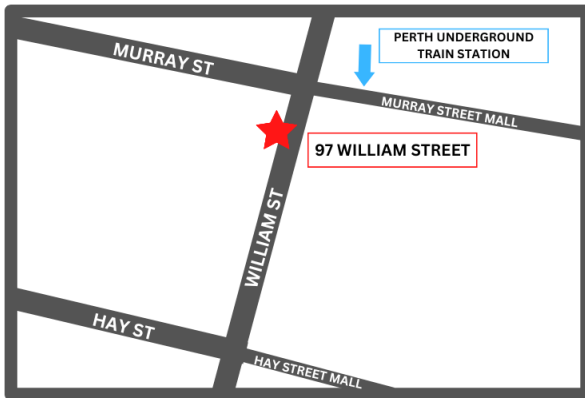 PERTH UNDERGROUND
TRAIN STATION
MURRAY ST
MURRAY STREET MALL
97 WILLIAM STREET
WILLIAM ST
HAY ST
HAY STREET MALL